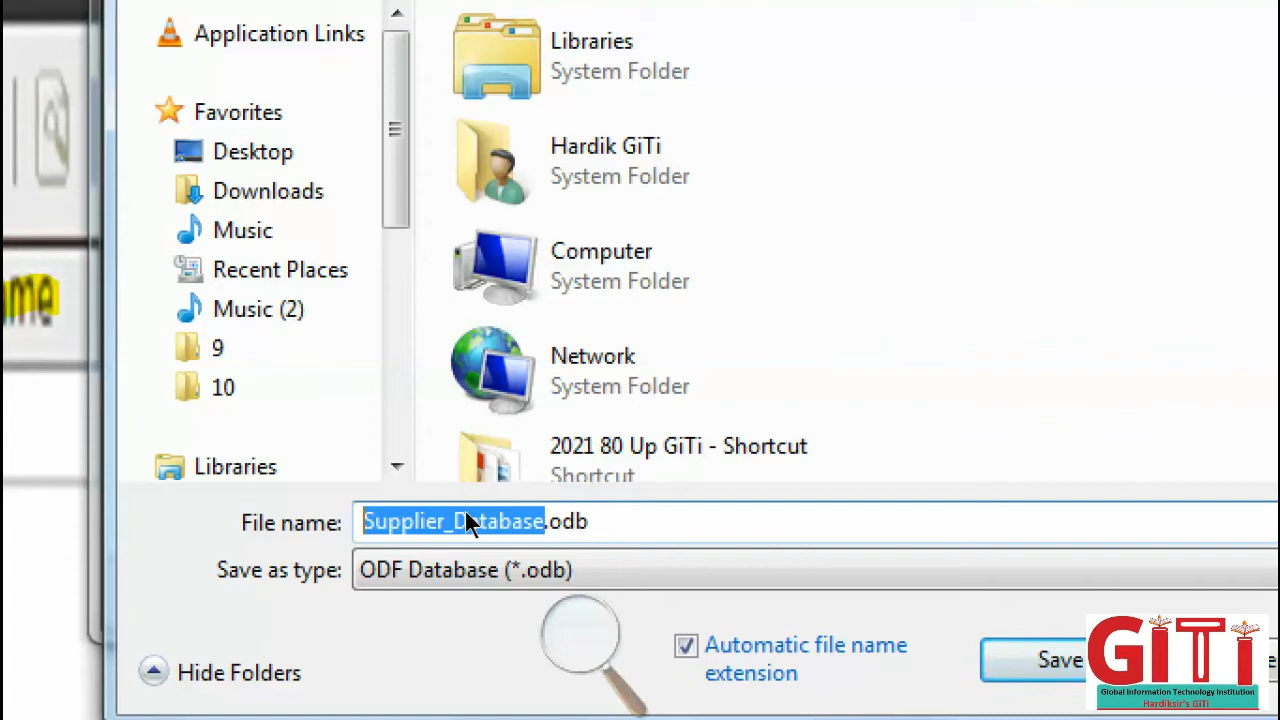 Application Links
Favorites
Desktop
Downloads
Music
Recent Places
Music (2)
9
10
Libraries
Libraries
System Folder
Hardik GiTi
System Folder
Computer
System Folder
Network
System Folder
2021 80 Up GiTi - Shortcut
Shortcut
ame
File name: Supplier_Database.odb
Save as type: ODF Database (*.odb)
Automatic file name
extension
Hide Folders
Save
GiTi
Global Information Technology Institution
Hardiksir's GiTi